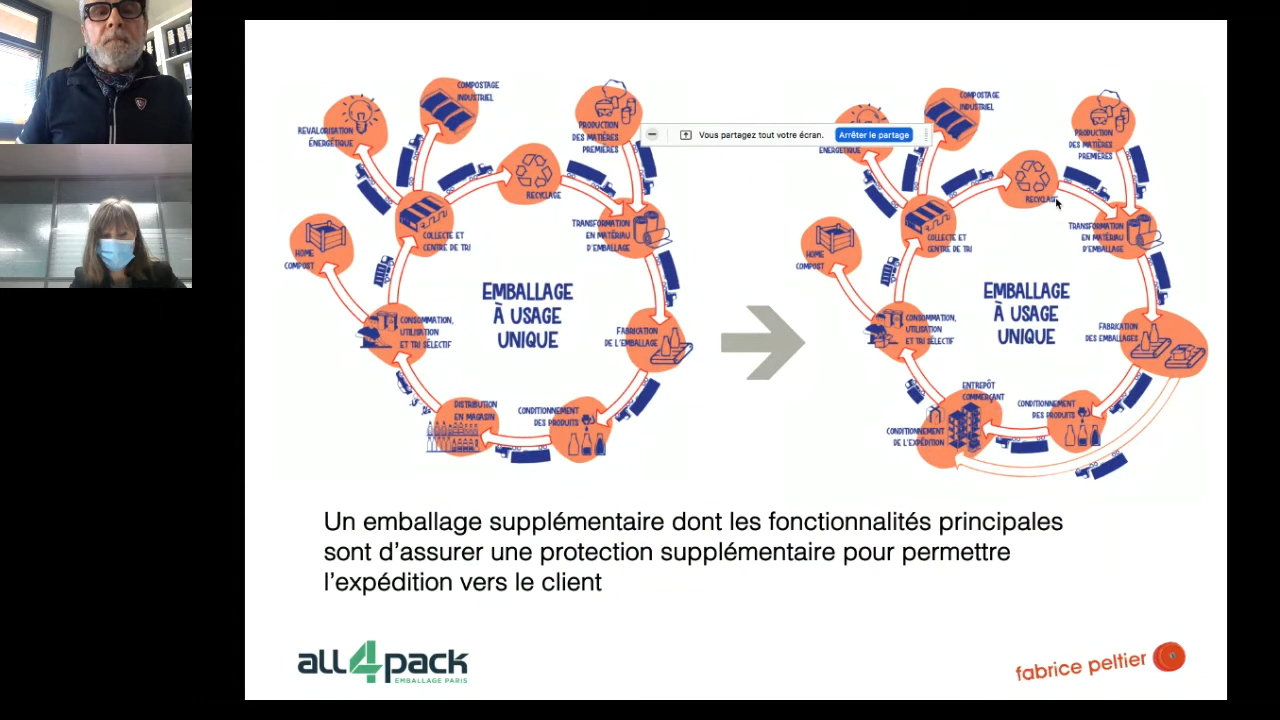 COMPOSTAGE
INDUSTRIEL
RÉVALORISATION
ÉNERGÉTIQUE
PRODUCTION
DES MATIÈRES
PREMIÈRES
RECYCLAGE
COLLECTE ET
CENTRE DE TRI
TRANSFORMATION
EN MATÉRIAU
D'EMBALLAGE
HOME
COMPOST
EMBALLAGE
À USAGE
UNIQUE
CONSOMMATION,
UTILISATION
ET TRI SÉLECTIF
FABRICATION
DE L'EMBALLAGE
DISTRIBUTION
EN MAGASIN
CONDITIONNEMENT
DES PRODUITS
Vous partagez tout votre écran.
Arrêter le partage
COMPOSTAGE
INDUSTRIEL
ÉNERGÉTIQUE
PRODUCTION
DES MATIÈRES
PREMIÈRES
RECYCLAGE
COLLECTE ET
CENTRE DE TRI
TRANSFORMATION
EN MATÉRIAU
D'EMBALLAGE
HOME
COMPOST
EMBALLAGE
À USAGE
UNIQUE
CONSOMMATION,
UTILISATION
ET TRI SÉLECTIF
FABRICATION
DES EMBALLAGES
ENTREPÔT
COMMERÇANT
CONDITIONNEMENT
DES PRODUITS
CONDITIONNEMENT
DE L'EXPÉDITION
Un emballage supplémentaire dont les fonctionnalités principales
sont d'assurer une protection supplémentaire pour permettre
l'expédition vers le client
all4pack
EMBALLAGE PARIS
fabrice peltier